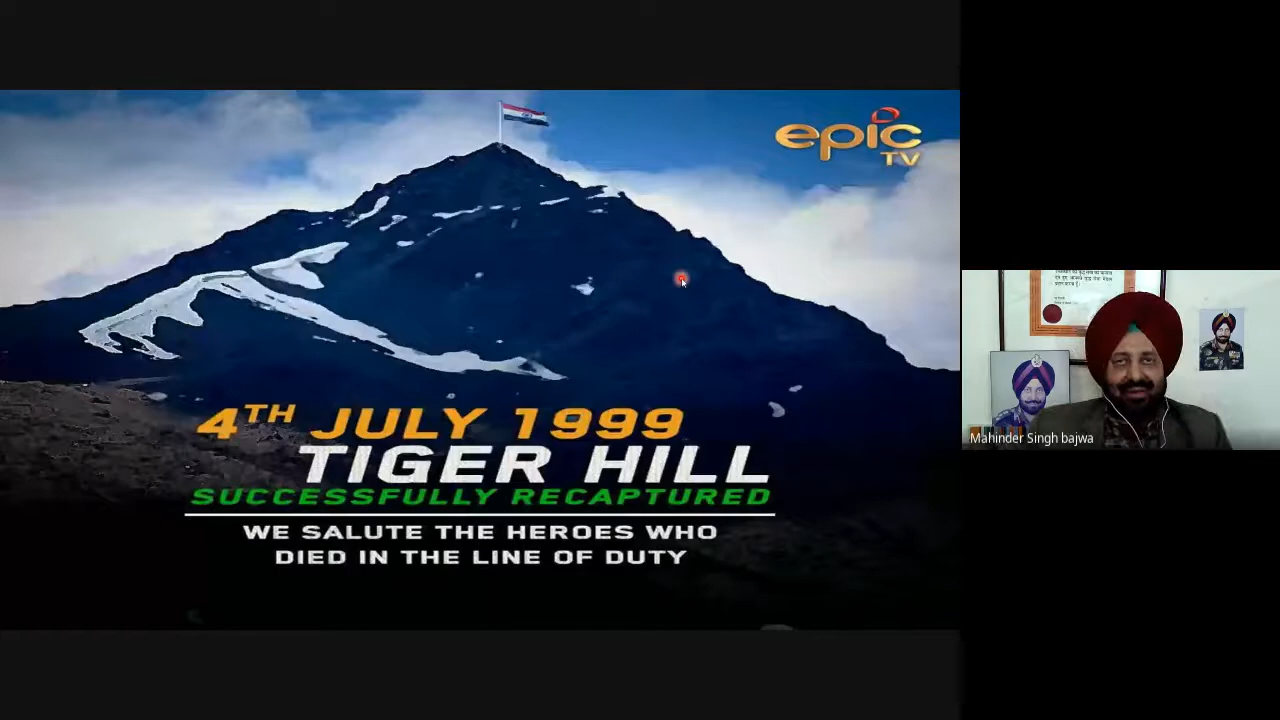 epic
TV
4TH JULY 1999
TIGER HILL
SUCCESSFULLY RECAPTURED
WE SALUTE THE HEROES WHO
DIED IN THE LINE OF DUTY
Mahinder Singh bajwa